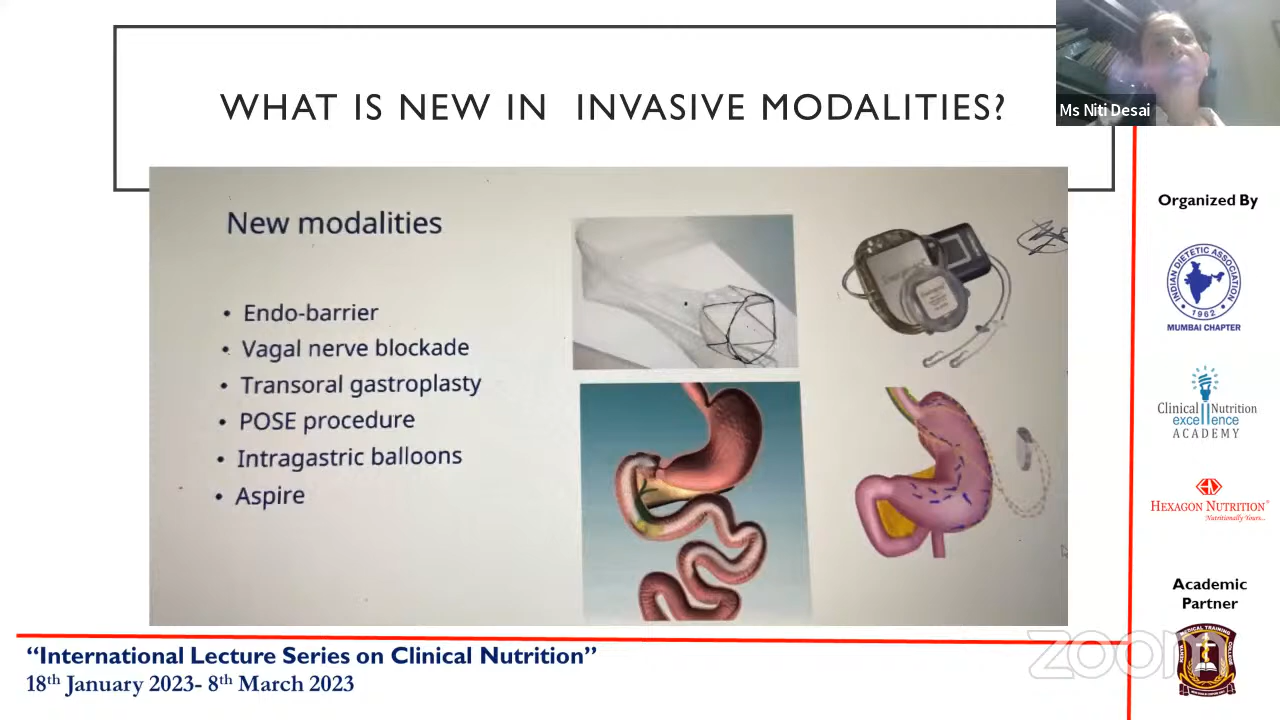 WHAT IS NEW IN INVASIVE MODALITIES?
Ms Niti Desai
New modalities
• Endo-barrier
• Vagal nerve blockade
• Transoral gastroplasty
• POSE procedure
• Intragastric balloons
• Aspire
Organized By
INDIAN DETETIC ASSOCIATION
• 1962 •
MUMBAI CHAPTER
Clinical Nutrition
excellence
ACADEMY
HEXAGON NUTRITION®
Nutritionally Yours...
Academic
Partner
“International Lecture Series on Clinical Nutrition”
18th January 2023- 8th March 2023
zoom